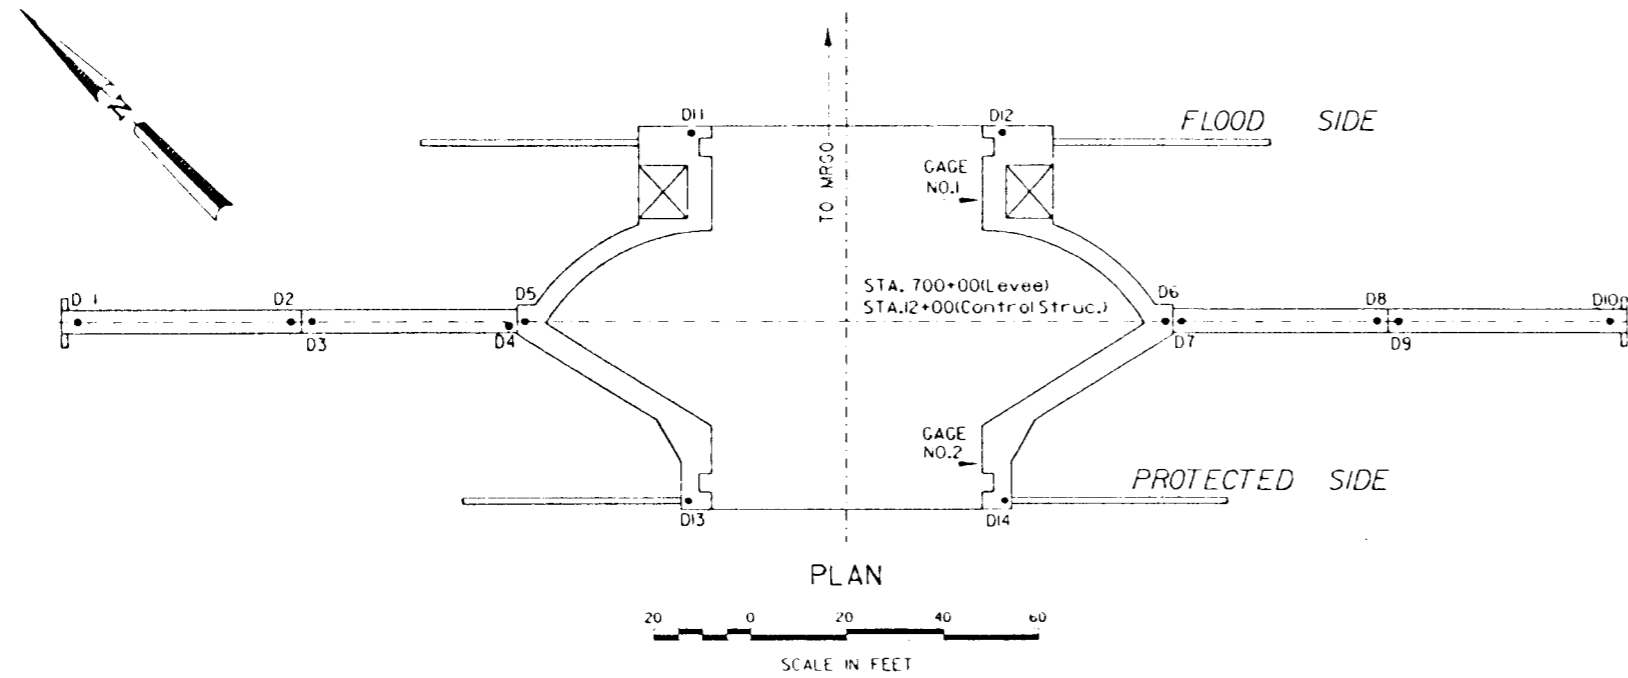 N
D11
D12
FLOOD SIDE
TO MRGO
GAGE
NO.1
D 1
D2
D5
STA. 700+00(Levee)
STA.12+00(Control Struc.)
D6
D8
D10
D3
D4
D7
D9
GAGE
NO.2
PROTECTED SIDE
D13
D14
PLAN
20 0 20 40 60
SCALE IN FEET